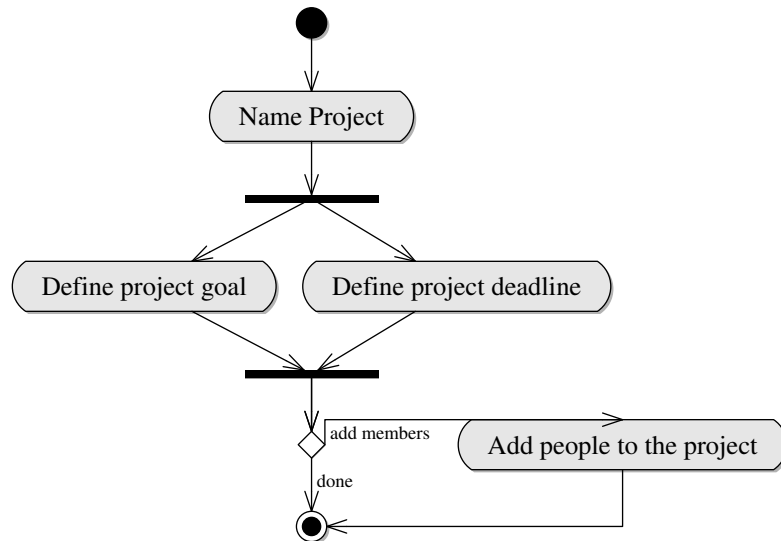 Name Project
Define project goal
Define project deadline
add members
Add people to the project
done